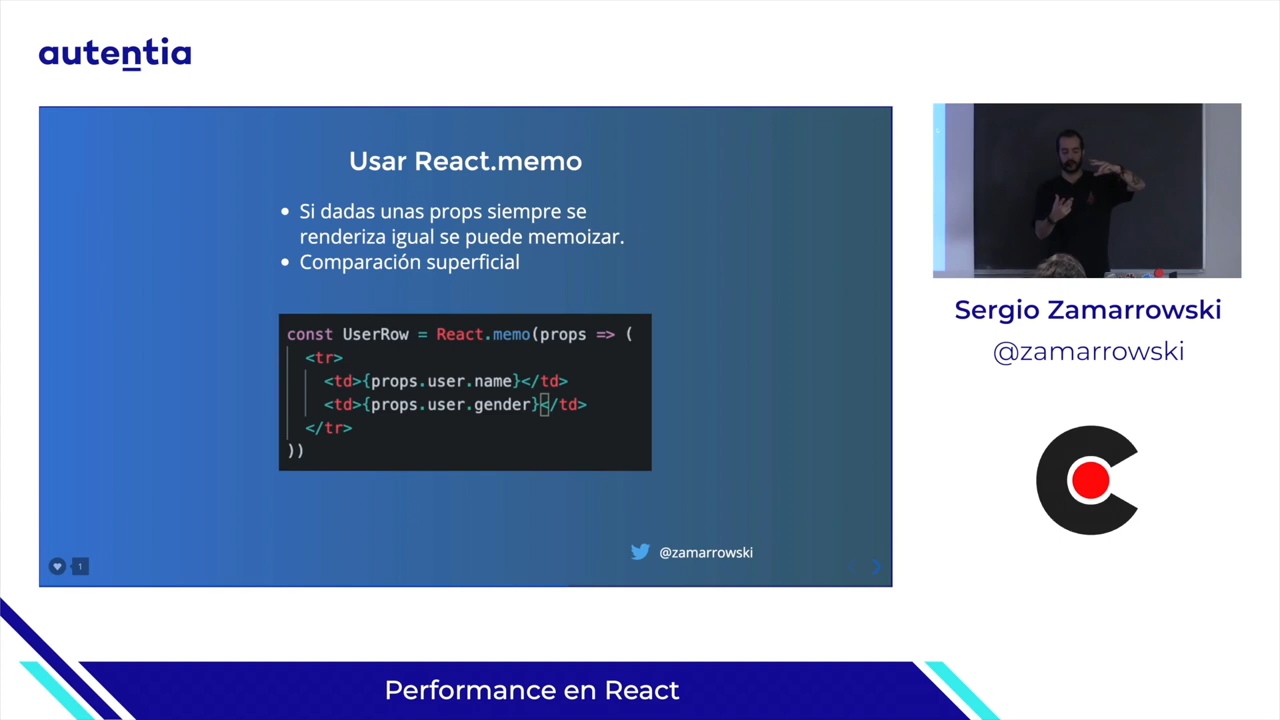 autentia
Usar React.memo
• Si dadas unas props siempre se
renderiza igual se puede memoizar.
• Comparación superficial
const UserRow = React.memo(props => (
<tr>
<td>{props.user.name}</td>
<td>{props.user.gender}</td>
</tr>
))
@zamarrowski
1
Sergio Zamarrowski
@zamarrowski
Performance en React